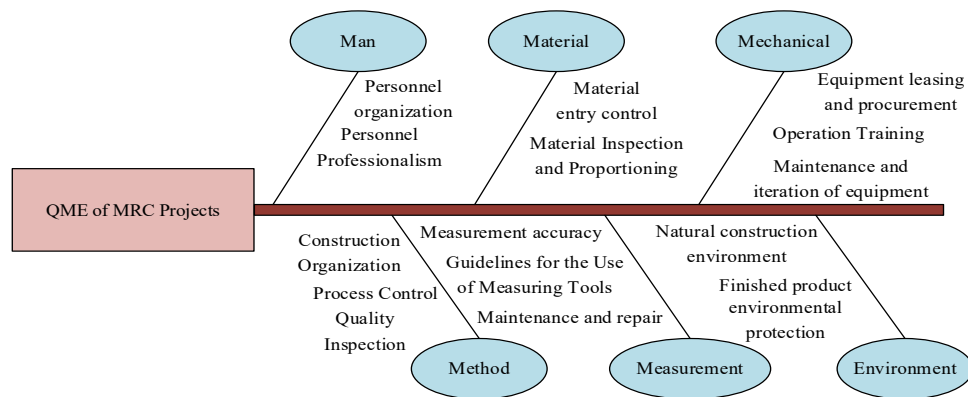 Man
Material
Mechanical
Personnel
organization
Personnel
Professionalism
Material
entry control
Material Inspection
and Proportioning
Equipment leasing
and procurement
Operation Training
Maintenance and
iteration of equipment
QME of MRC Projects
Construction
Organization
Process Control
Quality
Inspection
Measurement accuracy
Guidelines for the Use
of Measuring Tools
Maintenance and repair
Natural construction
environment
Finished product
environmental
protection
Method
Measurement
Environment